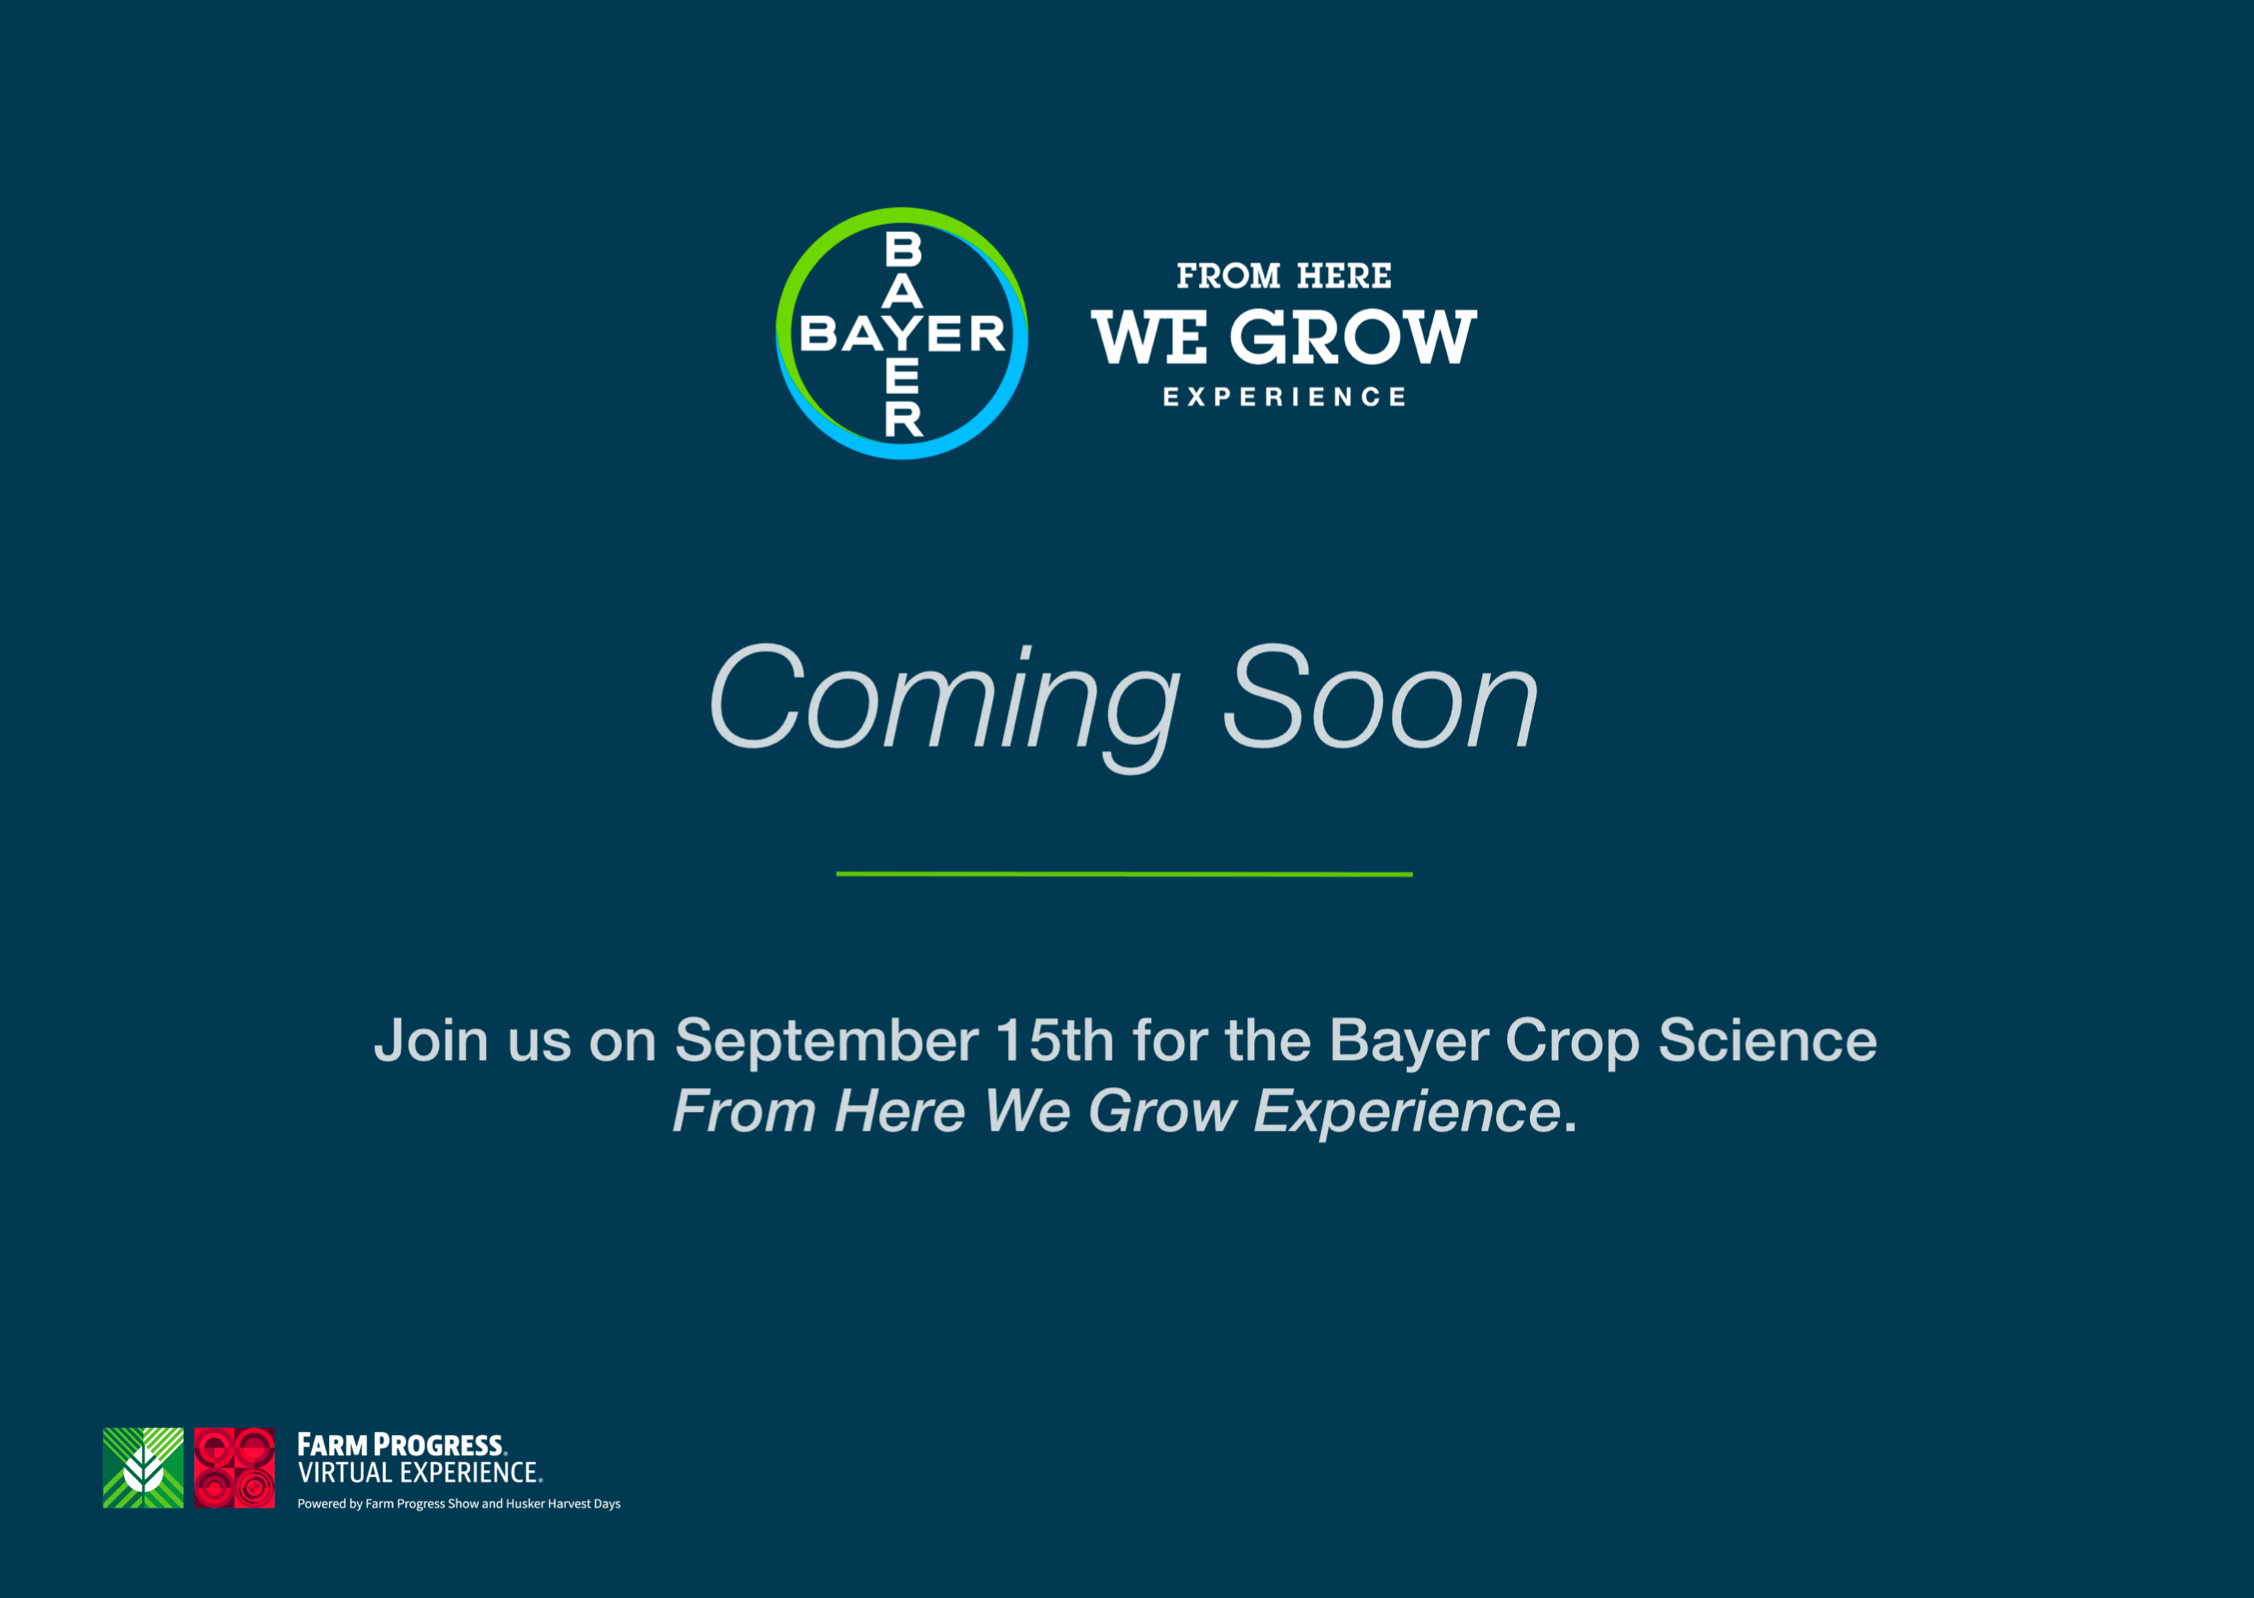 BAYER
BAYER
FROM HERE
WE GROW
EXPERIENCE
Coming Soon
Join us on September 15th for the Bayer Crop Science
From Here We Grow Experience.
FARM PROGRESS®
VIRTUAL EXPERIENCE®
Powered by Farm Progress Show and Husker Harvest Days